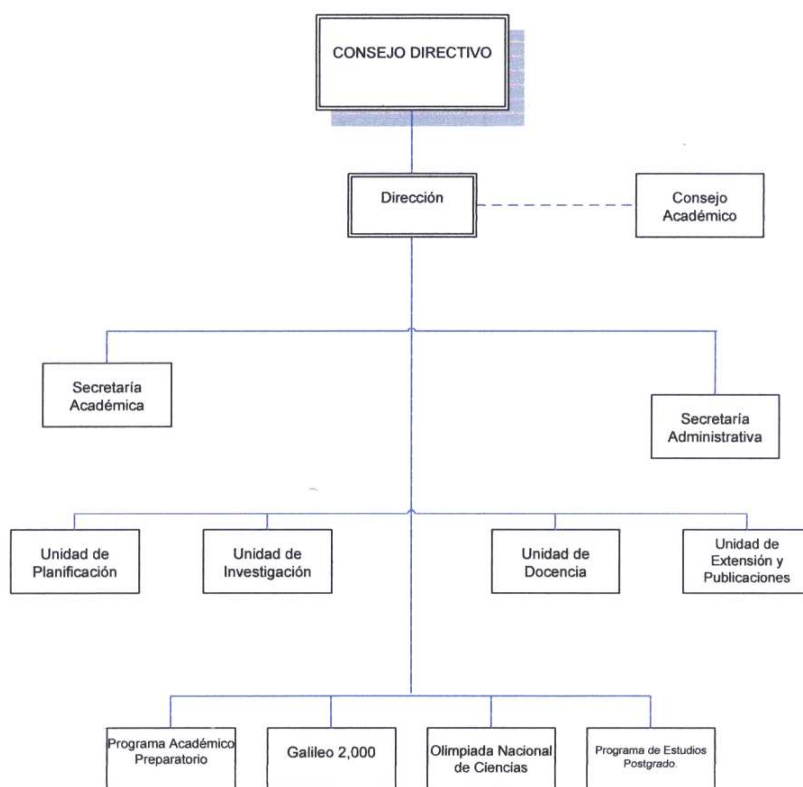 CONSEJO DIRECTIVO
Dirección
Consejo
Académico
Secretaría
Académica
Secretaría
Administrativa
Unidad de
Planificación
Unidad de
Investigación
Unidad de
Docencia
Unidad de
Extensión y
Publicaciones
Programa Académico
Preparatorio
Galileo 2,000
Olimpiada Nacional
de Ciencias
Programa de Estudios
Postgrado.